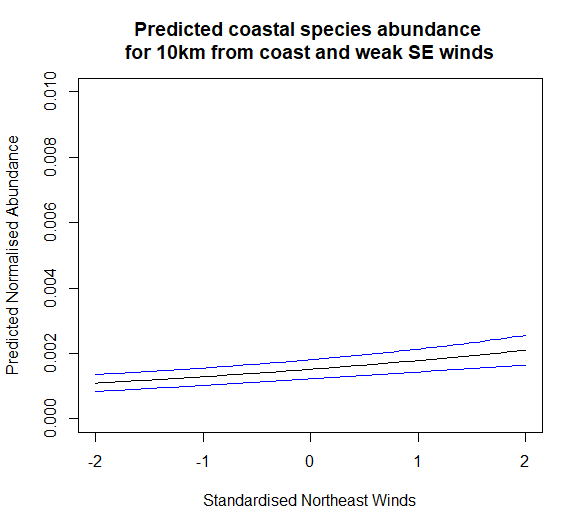 Predicted coastal species abundance
for 10km from coast and weak SE winds
Predicted Normalised Abundance
0.010
0.008
0.006
0.004
0.002
0.000
-2
-1
0
1
2
Standardised Northeast Winds